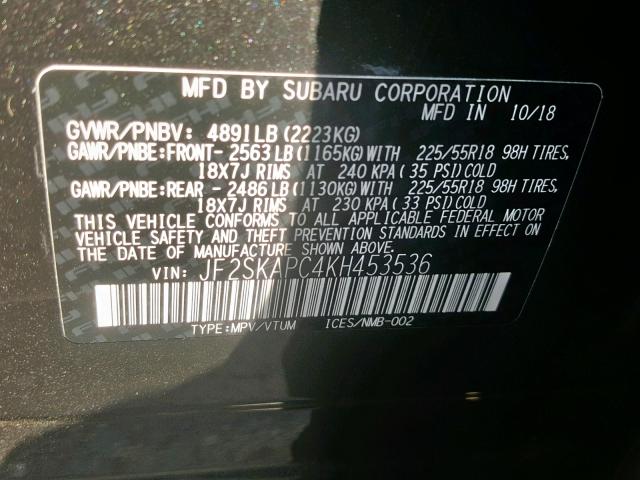 MFD BY SUBARU CORPORATION
MFD IN 10/18
GVWR/PNBV: 4891LB(2223KG)
GAWR/PNBE:FRONT- 2563LB(1165KG)WITH 225/55R18 98H TIRES,
18X7J RIMS AT 240 KPA(35 PSI)COLD
GAWR/PNBE:REAR - 2486LB(1130KG)WITH 225/55R18 98H TIRES,
18X7J RIMS AT 230 KPA(33 PSI)COLD
THIS VEHICLE CONFORMS TO ALL APPLICABLE FEDERAL MOTOR
VEHICLE SAFETY AND THEFT PREVENTION STANDARDS IN EFFECT ON
THE DATE OF MANUFACTURE SHOWN ABOVE.
VIN: JF2SKAPC4KH453536
TYPE:MPV/VTUM ICES/NMB-002